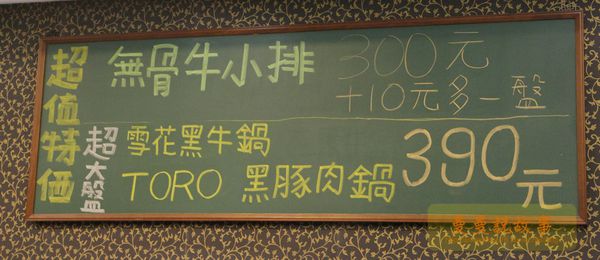 超值特價
無骨牛小排 300元
+10元多一盤
超大盤
雪花黑牛鍋
TORO 黑豚肉鍋 390元